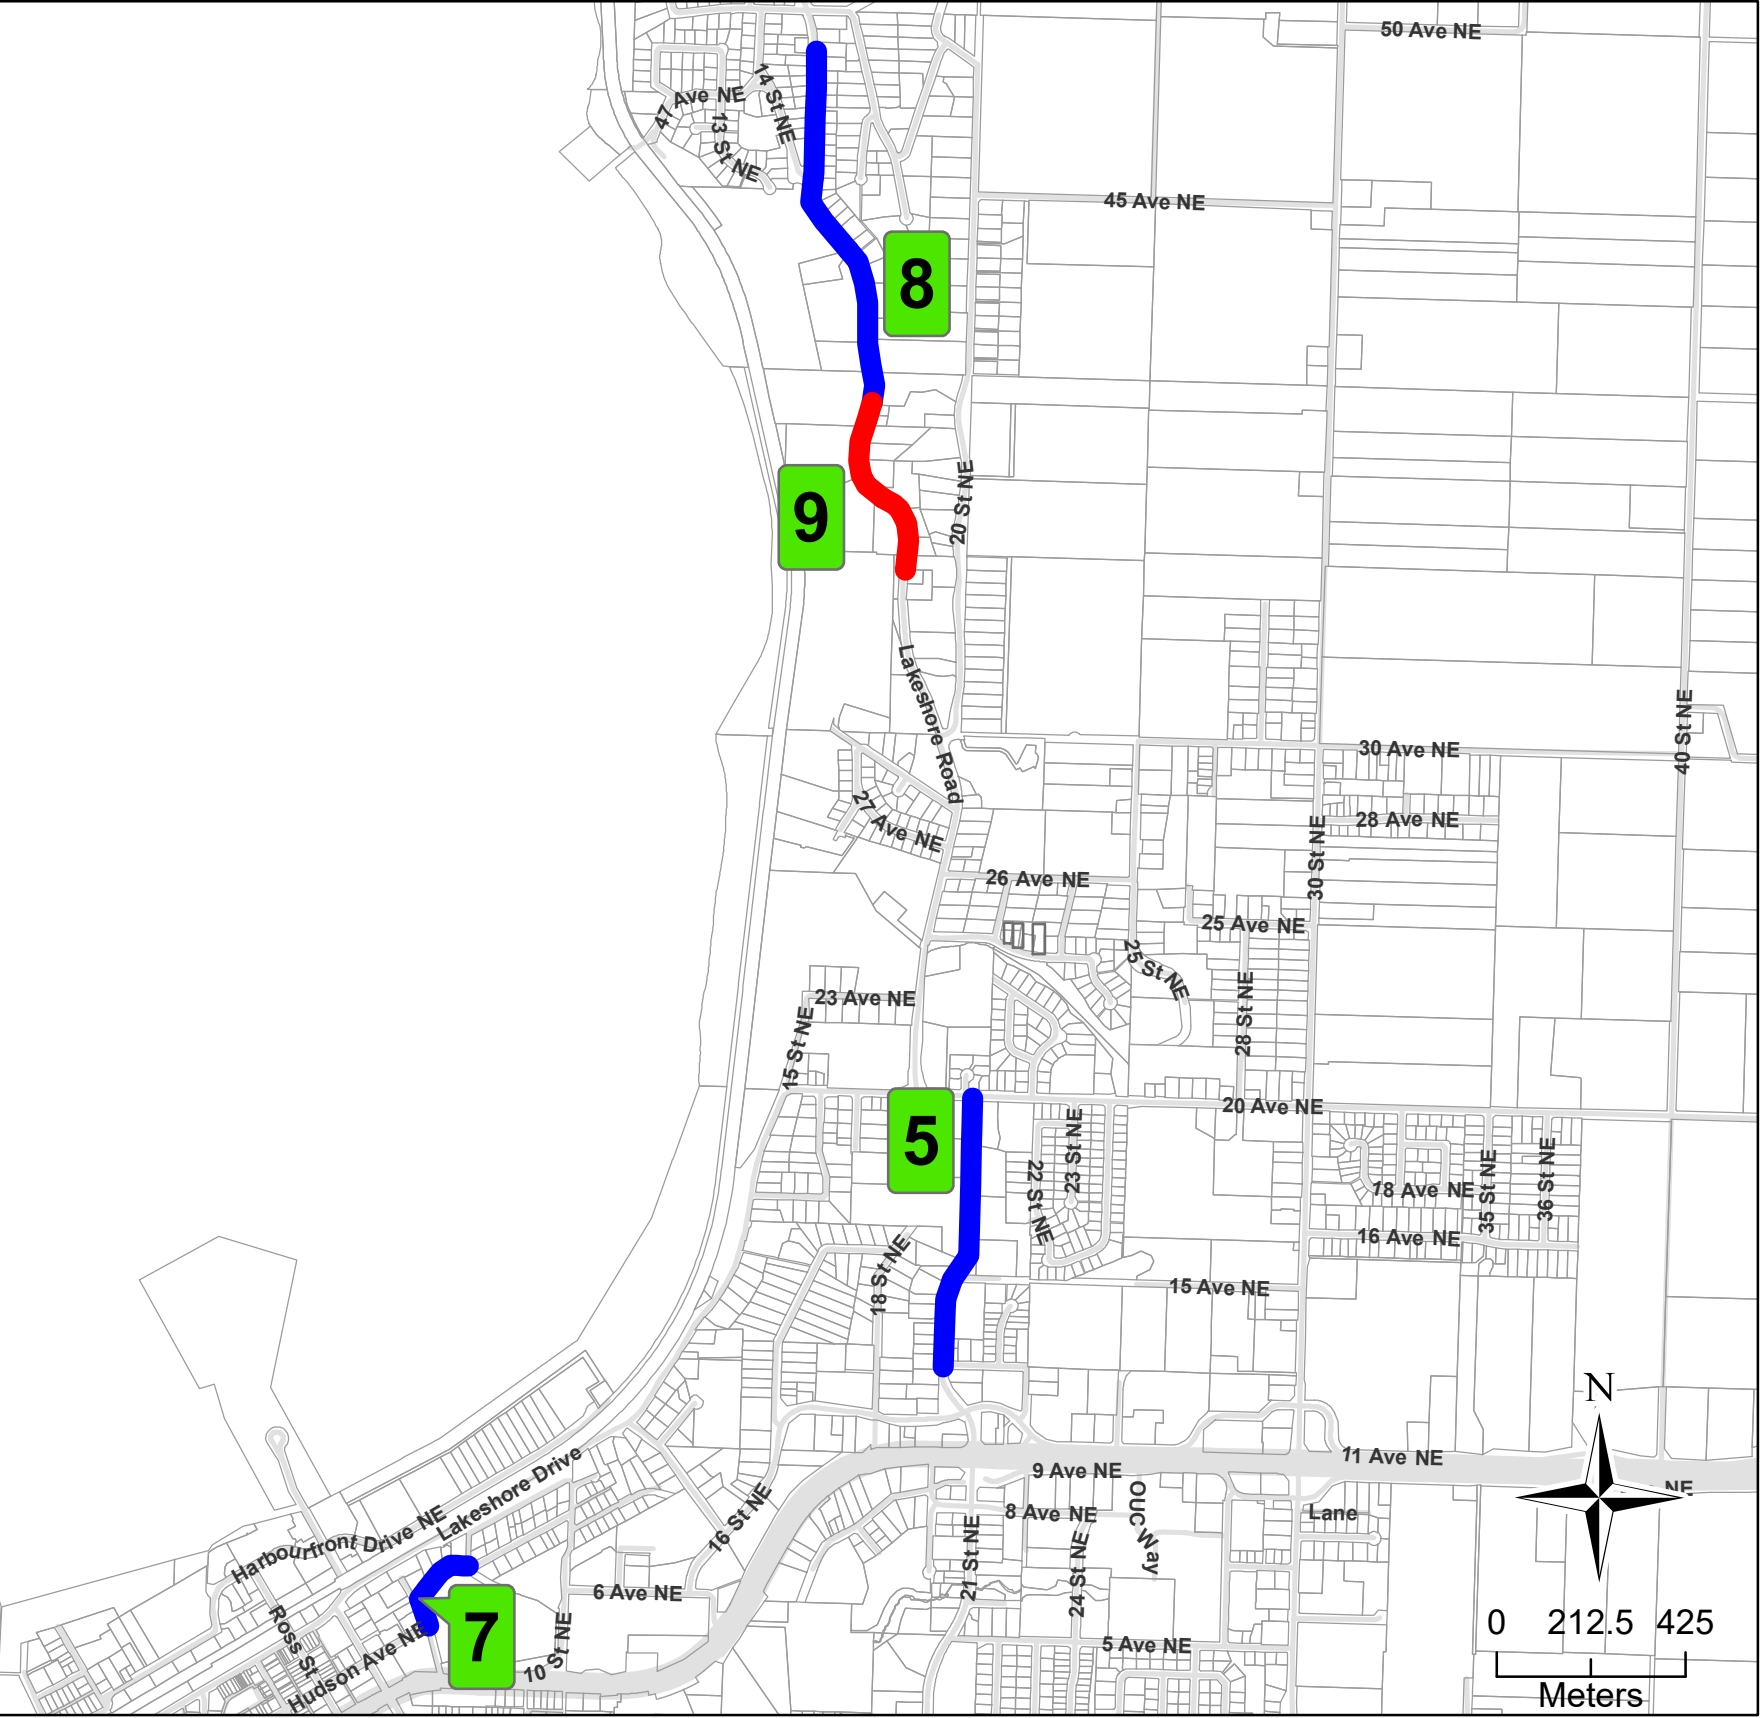 50 Ave NE
47 Ave NE
14 St NE
13 St NE
45 Ave NE
8
9
20 St NE
Lakeshore Road
40 St NE
30 Ave NE
27 Ave NE
28 Ave NE
30 St NE
26 Ave NE
25 Ave NE
25 St NE
23 Ave NE
15 St NE
28 St NE
5
20 Ave NE
22 St NE
23 St NE
18 Ave NE
35 St NE
36 St NE
16 Ave NE
18 St NE
15 Ave NE
N
11 Ave NE
9 Ave NE
NE
Lakeshore Drive
Harbourfront Drive NE
16 St NE
8 Ave NE
OUC Way
Lane
21 St NE
24 St NE
6 Ave NE
7
Ross St
Hudson Ave NE
10 St NE
5 Ave NE
0 212.5 425
Meters